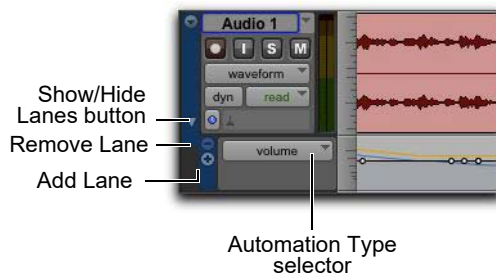 Audio 1
I S M
waveform
dyn read
Show/Hide
Lanes button
Remove Lane
Add Lane
volume
Automation Type
selector